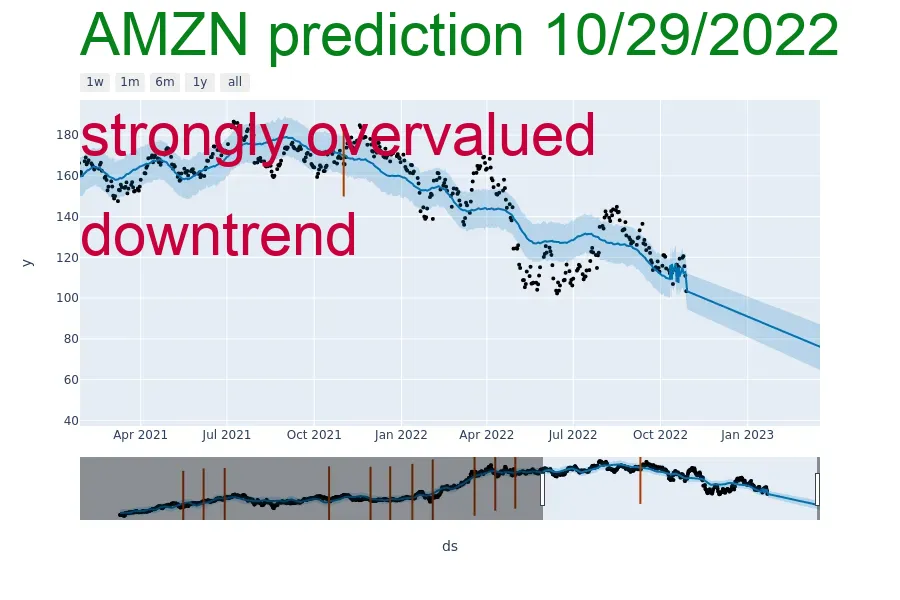 AMZN prediction 10/29/2022
1w 1m 6m 1y all
strongly overvalued
downtrend
180
160
140
120
100
80
60
40
y
Apr 2021 Jul 2021 Oct 2021 Jan 2022 Apr 2022 Jul 2022 Oct 2022 Jan 2023
ds